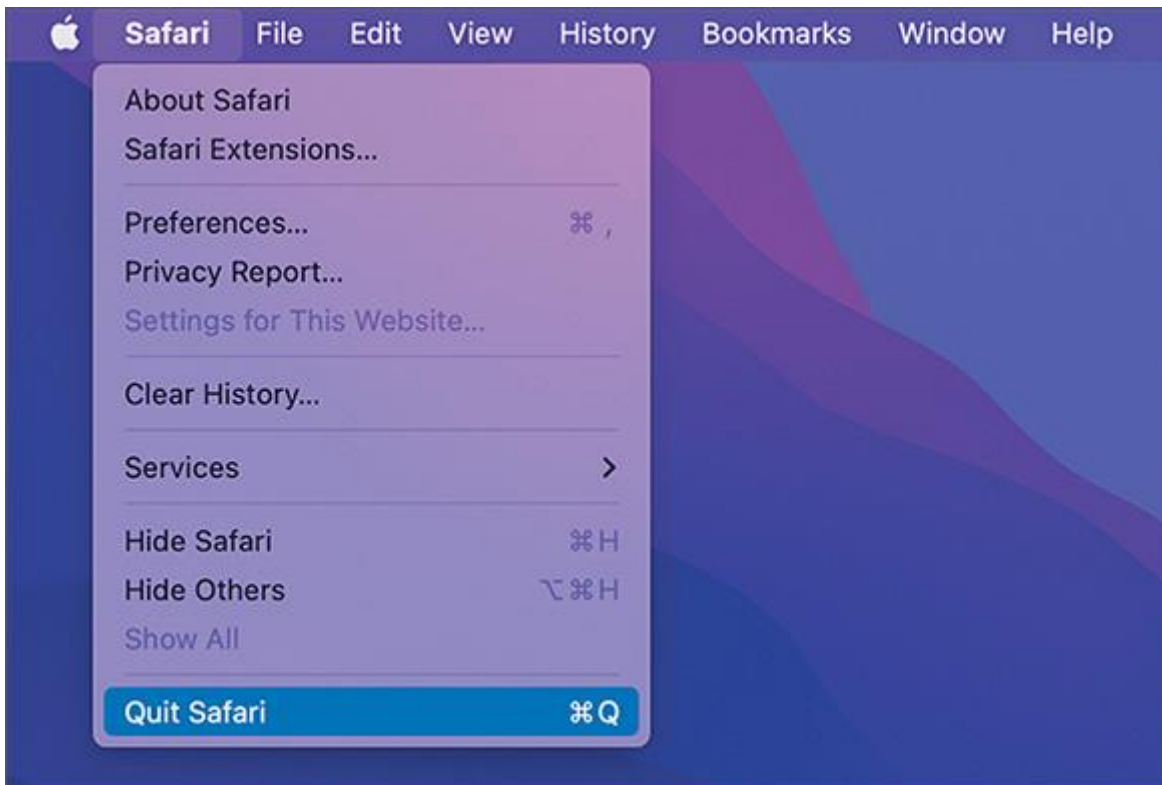 Safari File Edit View History Bookmarks Window Help
About Safari
Safari Extensions...
Preferences... ⌘ ,
Privacy Report...
Settings for This Website...
Clear History...
Services
Hide Safari ⌘H
Hide Others ⌥⌘H
Show All
Quit Safari ⌘Q